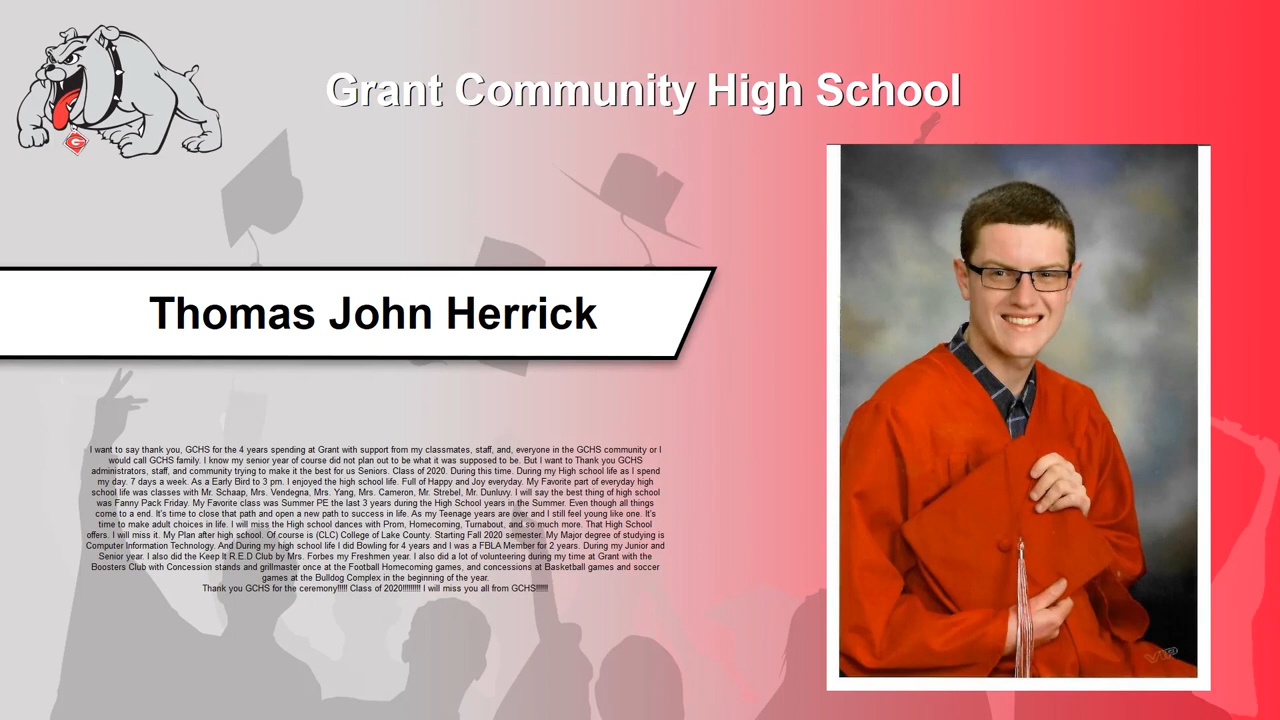 Grant Community High School
G
Thomas John Herrick
I want to say thank you, GCHS for the 4 years spending at Grant with support from my classmates, staff, and, everyone in the GCHS community or I
would call GCHS family. I know my senior year of course did not plan out to be what it was supposed to be. But I want to Thank you GCHS
administrators, staff, and community trying to make it the best for us Seniors. Class of 2020. During this time. During my High school life as I spend
my day. 7 days a week. As a Early Bird to 3 pm. I enjoyed the high school life. Full of Happy and Joy everyday. My Favorite part of everyday high
school life was classes with Mr. Schaap, Mrs. Vendegna, Mrs. Yang, Mrs. Cameron, Mr. Strebel, Mr. Dunluvy. I will say the best thing of high school
was Fanny Pack Friday. My Favorite class was Summer PE the last 3 years during the High School years in the Summer. Even though all things
come to a end. It's time to close that path and open a new path to success in life. As my Teenage years are over and I still feel young like one. It's
time to make adult choices in life. I will miss the High school dances with Prom, Homecoming, Turnabout, and so much more. That High School
offers. I will miss it. My Plan after high school. Of course is (CLC) College of Lake County. Starting Fall 2020 semester. My Major degree of studying is
Computer Information Technology. And During my high school life I did Bowling for 4 years and I was a FBLA Member for 2 years. During my Junior and
Senior year. I also did the Keep It R.E.D Club by Mrs. Forbes my Freshmen year. I also did a lot of volunteering during my time at Grant with the
Boosters Club with Concession stands and grillmaster once at the Football Homecoming games, and concessions at Basketball games and soccer
games at the Bulldog Complex in the beginning of the year.
Thank you GCHS for the ceremony!!!!! Class of 2020!!!!!!!!! I will miss you all from GCHS!!!!!!
VIP